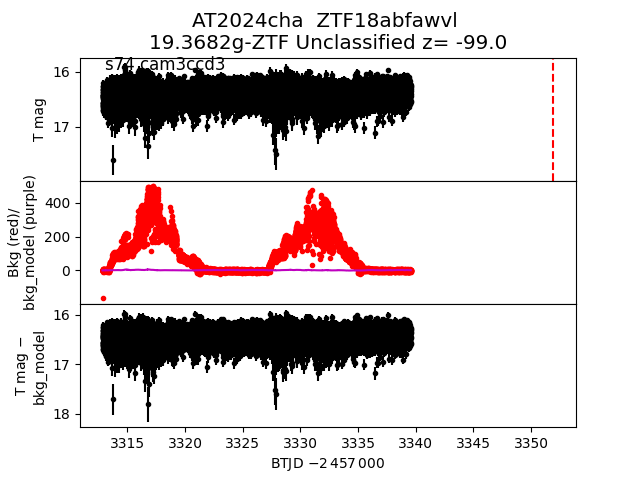 AT2024cha ZTF18abfawvl
19.3682g-ZTF Unclassified z= -99.0
s74 cam3ccd3
16
17
T mag
400
200
0
Bkg (red)/
bkg_model (purple)
16
17
18
T mag −
bkg_model
3315 3320 3325 3330 3335 3340 3345 3350
BTJD −2 457 000